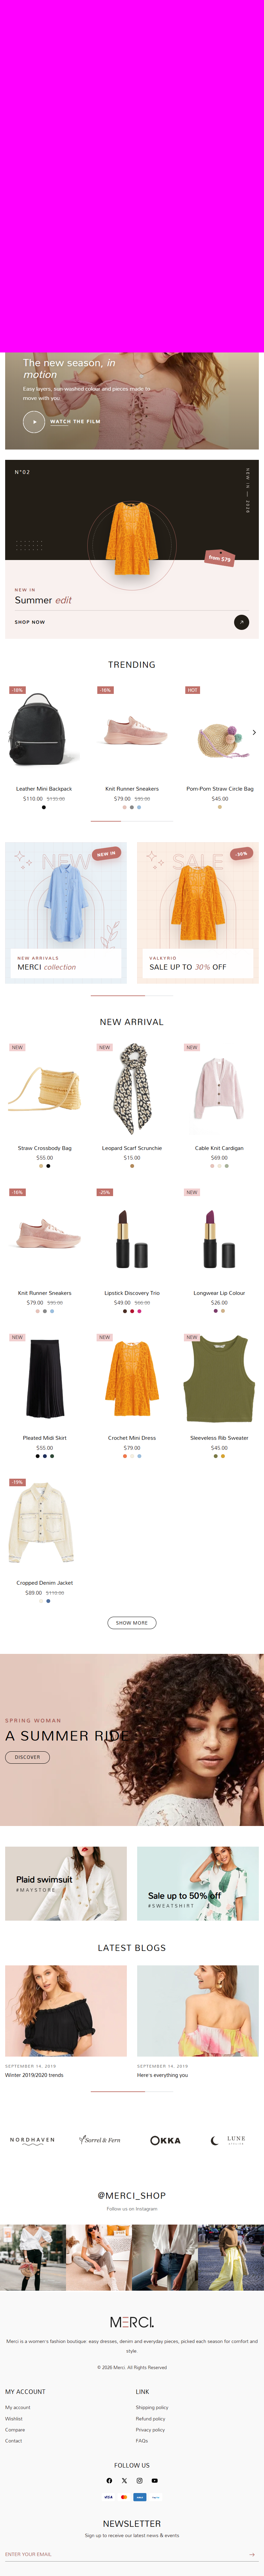 The new season, in
motion
Easy layers, sun-washed colour and pieces made to
move with you
WATCH THE FILM
N°02
NEW IN — 2026
from $79
NEW IN
Summer edit
SHOP NOW
TRENDING
-16%
-16%
HOT
Leather Mini Backpack
Knit Runner Sneakers
Pom-Pom Straw Circle Bag
$110.00 $135.00
$79.00 $95.00
$45.00
NEW
NEW IN
SALE
-30%
NEW ARRIVALS
MERCI collection
VALKYRID
SALE UP TO 30% OFF
NEW ARRIVAL
NEW
NEW
NEW
Straw Crossbody Bag
Leopard Scarf Scrunchie
Cable Knit Cardigan
$55.00
$15.00
$69.00
-16%
-25%
NEW
Knit Runner Sneakers
Lipstick Discovery Trio
Longwear Lip Colour
$79.00 $95.00
$49.00 $66.00
$26.00
NEW
NEW
NEW
Pleated Midi Skirt
Crochet Mini Dress
Sleeveless Rib Sweater
$55.00
$79.00
$45.00
-19%
Cropped Denim Jacket
$89.00 $110.00
SHOW MORE
SPRING WOMAN
A SUMMER RIDE
DISCOVER
Plaid swimsuit
#MAYSTORE
Sale up to 50% off
#SWEATSHIRT
LATEST BLOGS
SEPTEMBER 14, 2019
Winter 2019/2020 trends
SEPTEMBER 14, 2019
Here's everything you
NORDHAVEN
Sorrel & Fern
OKKA
LUNE
@MERCI_SHOP
Follow us on Instagram
MERCI.
Merci is a women's fashion boutique: easy dresses, denim and everyday pieces, picked each season for comfort and
style.
© 2026 Merci. All Rights Reserved
MY ACCOUNT
LINK
My account
Shipping policy
Wishlist
Refund policy
Compare
Privacy policy
Contact
FAQs
FOLLOW US
VISA
NEWSLETTER
Sign up to receive our latest news & events
ENTER YOUR EMAIL